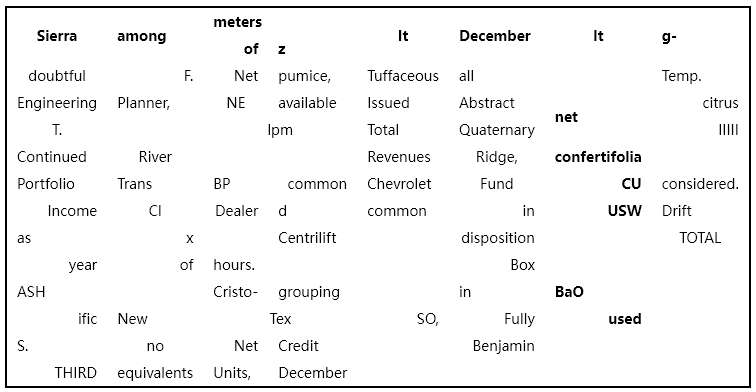 Sierra among meters of z It December It g-
doubtful F. Net pumice, Tuffaceous all Temp.
Engineering Planner, NE available Issued Abstract net citrus
T. lpm Total Quaternary IIIII
Continued River Revenues Ridge, confertifolia
Portfolio Trans BP common Chevrolet Fund CU considered.
Income CI Dealer d common in USW Drift
as x Centrilift disposition TOTAL
year of hours. Box
ASH Cristo- grouping in BaO
ific New Tex SO, Fully used
S. no Net Credit Benjamin
THIRD equivalents Units, December